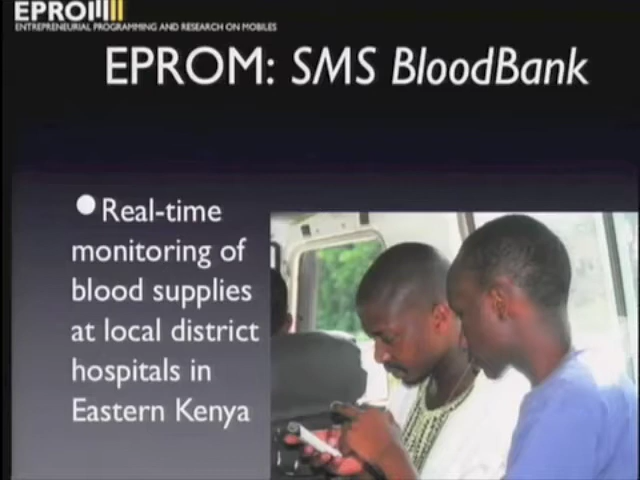 EPROM
ENTREPRENEURIAL PROGRAMMING AND RESEARCH ON MOBILES
EPROM: SMS BloodBank
●Real-time
monitoring of
blood supplies
at local district
hospitals in
Eastern Kenya